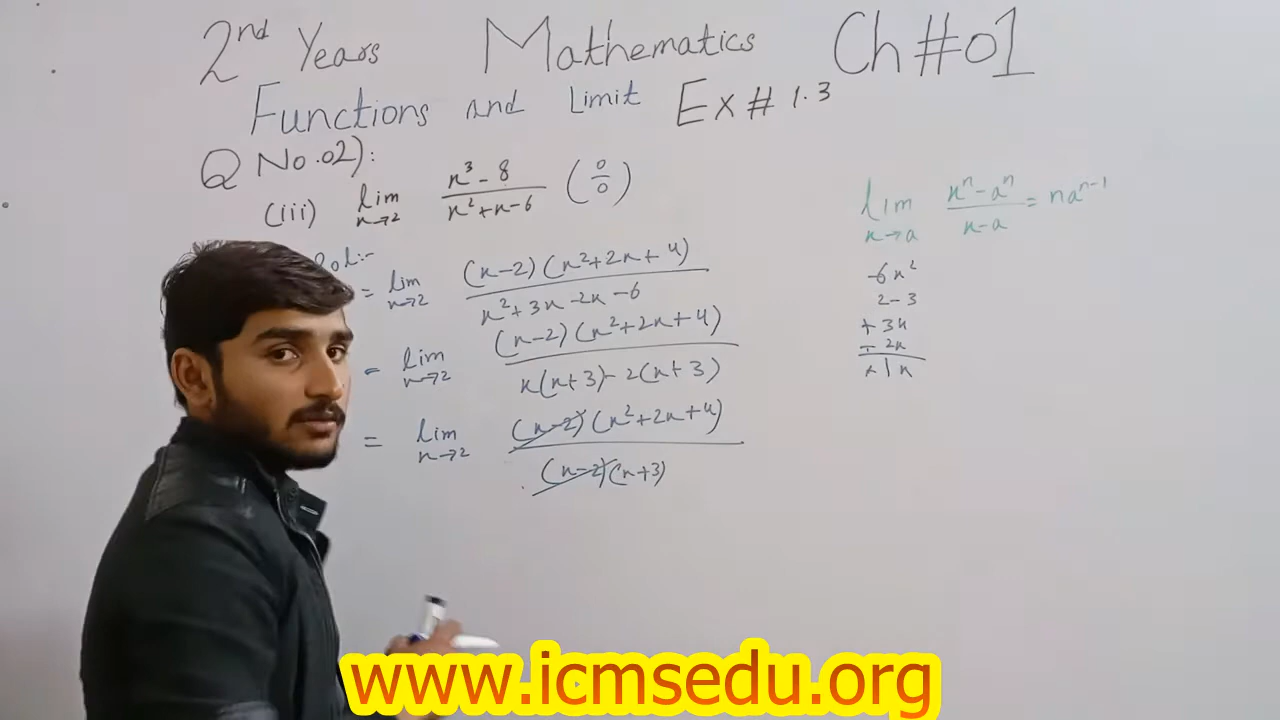 2nd Years Mathematics Ch#01
Functions and Limit Ex# 1.3
Q No.02):
(iii) lim x→2 x³-8 / x²+x-6 (0/0)
Sol:-
= lim x→2 (x-2)(x²+2x+4) / x²+3x-2x-6
= lim x→2 (x-2)(x²+2x+4) / x(x+3)-2(x+3)
= lim x→2 (x-2)(x²+2x+4) / (x-2)(x+3)
lim x→a xⁿ-aⁿ / x-a = naⁿ⁻¹
-6x²
2-3
+3x
-2x
+1x
www.icmsedu.org